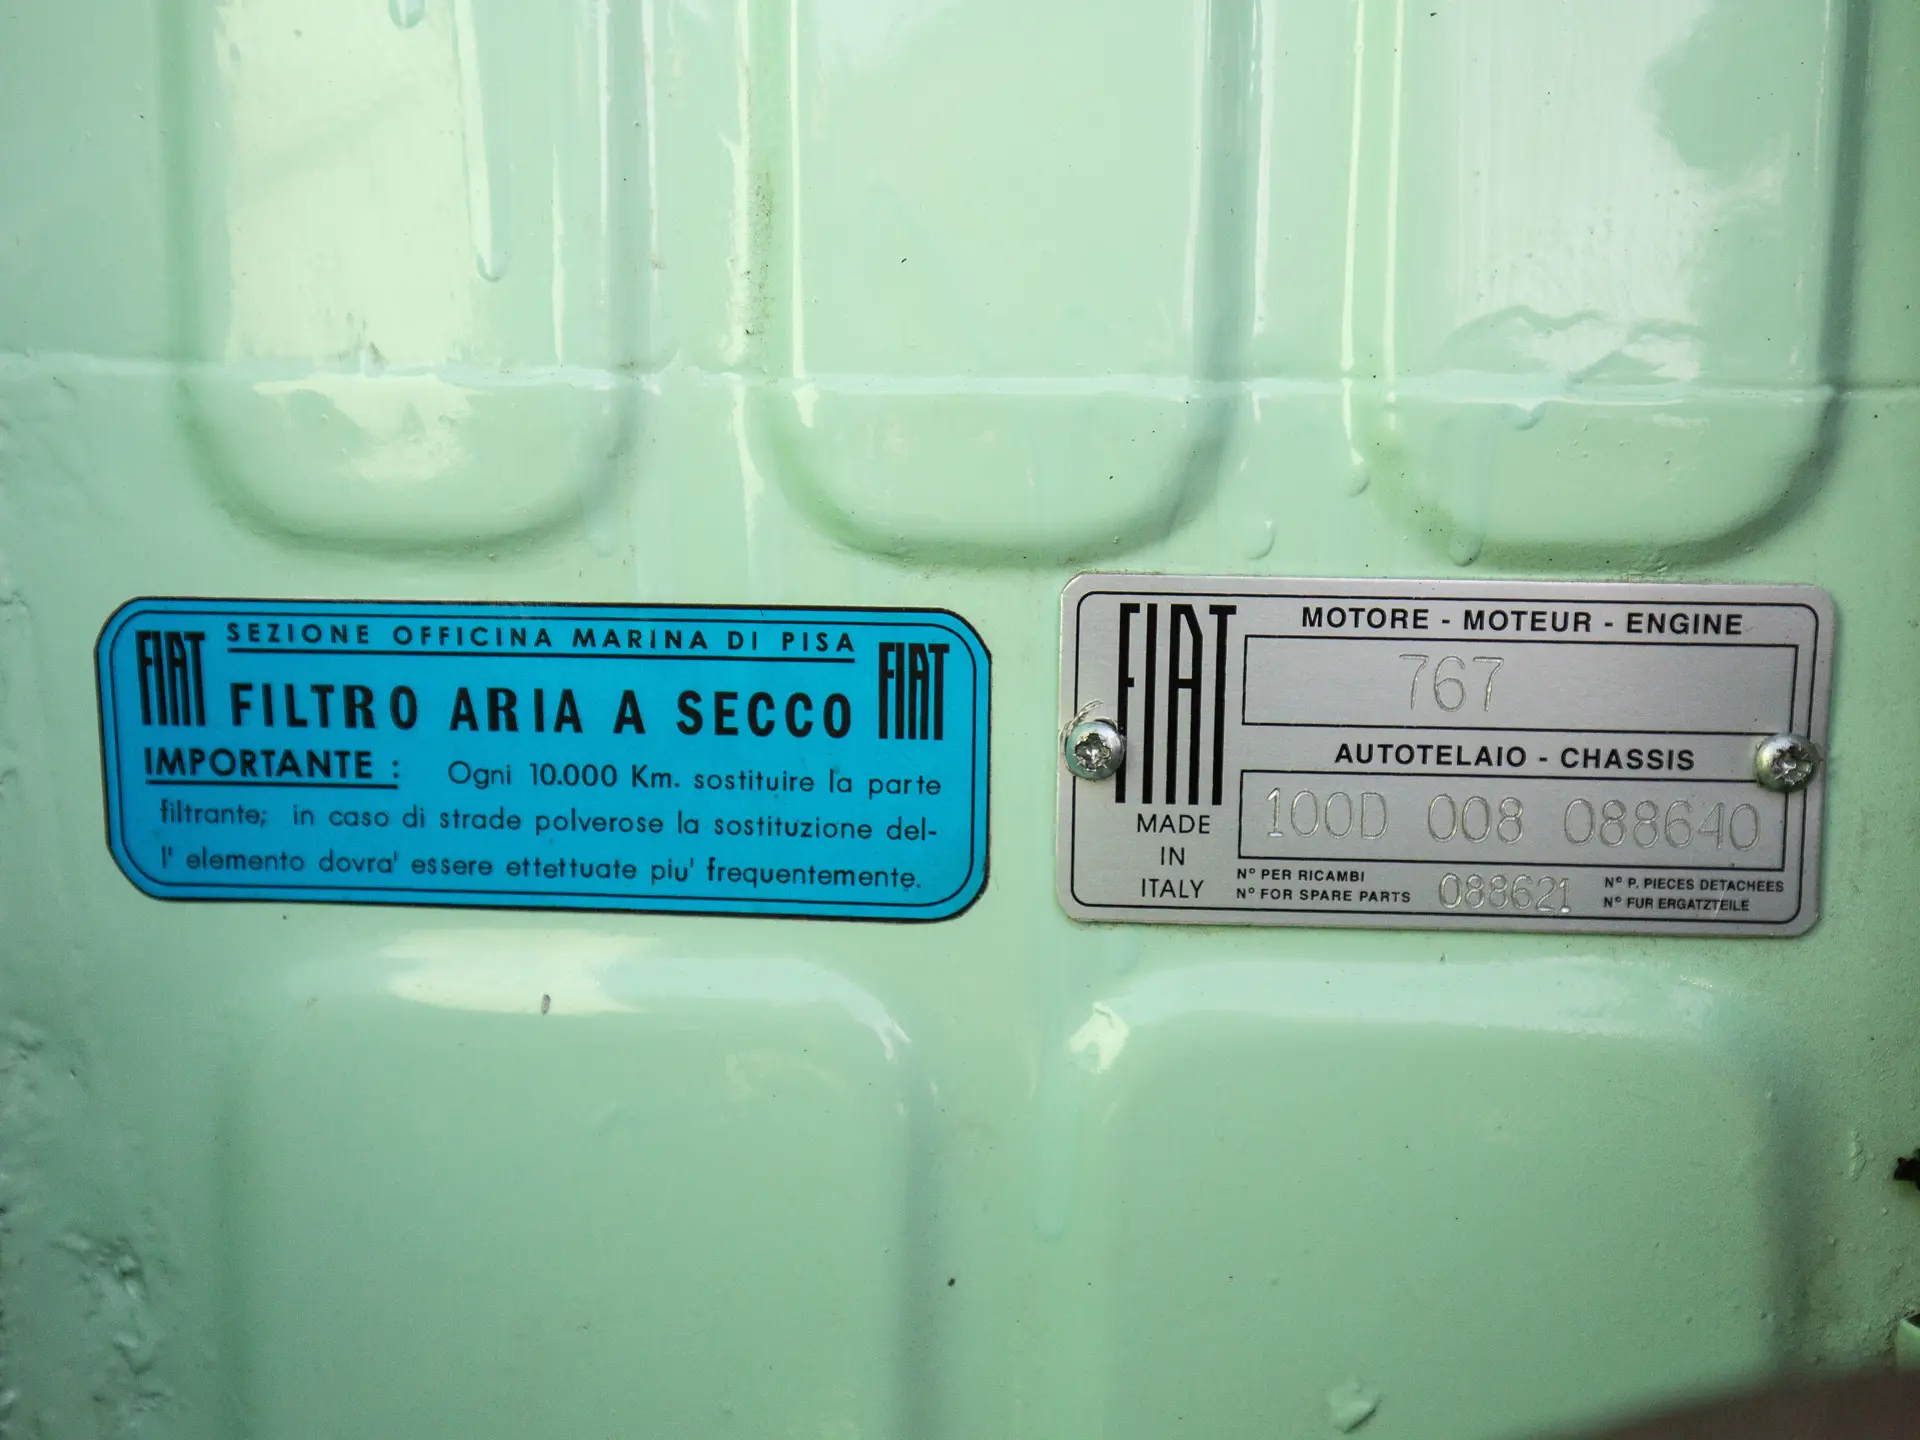 FIAT SEZIONE OFFICINA MARINA DI PISA FIAT
FILTRO ARIA A SECCO
IMPORTANTE : Ogni 10.000 Km. sostituire la parte
filtrante; in caso di strade polverose la sostituzione del-
l' elemento dovra' essere ettettuate piu' frequentemente.
FIAT
MADE
IN
ITALY
MOTORE - MOTEUR - ENGINE
767
AUTOTELAIO - CHASSIS
100D 008 088640
N° PER RICAMBI
N° FOR SPARE PARTS
088621
N° P. PIECES DETACHEES
N° FUR ERGATZTEILE